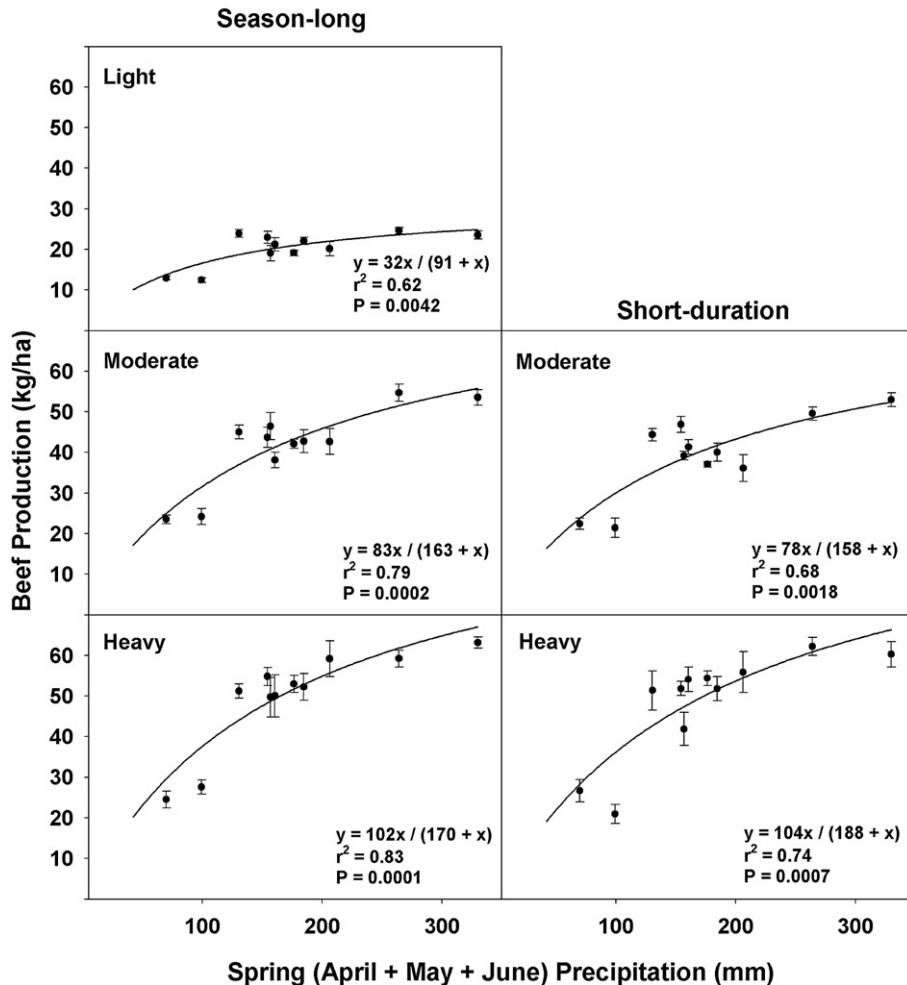 Season-long
Light
60
50
40
30
20
10
y = 32x / (91 + x)
r² = 0.62
P = 0.0042
Short-duration
Beef Production (kg/ha)
Moderate
60
50
40
30
20
10
y = 83x / (163 + x)
r² = 0.79
P = 0.0002
Moderate
y = 78x / (158 + x)
r² = 0.68
P = 0.0018
Heavy
60
50
40
30
20
10
y = 102x / (170 + x)
r² = 0.83
P = 0.0001
Heavy
y = 104x / (188 + x)
r² = 0.74
P = 0.0007
100 200 300 100 200 300
Spring (April + May + June) Precipitation (mm)